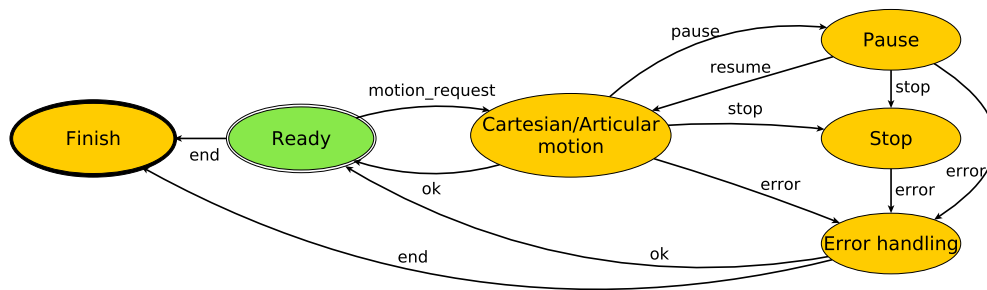 pause
Pause
resume
motion_request
stop
stop
Cartesian/Articular
motion
Finish
Ready
Stop
end
ok
error
error
error
Error handling
end
ok